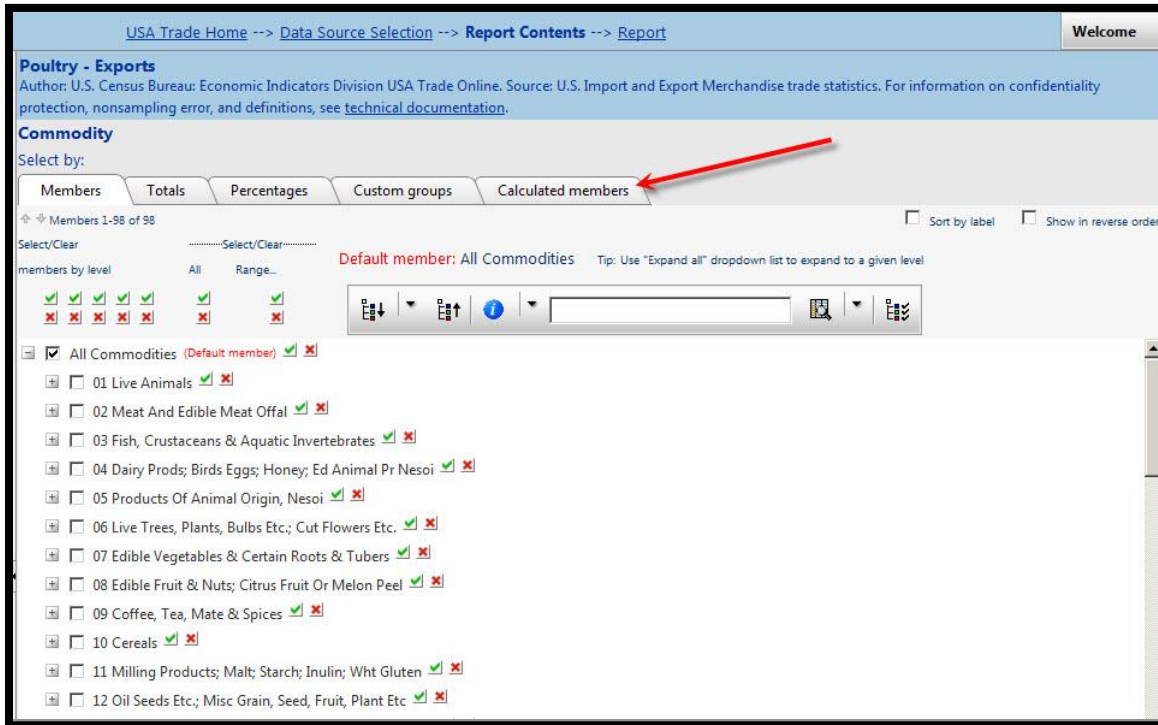 USA Trade Home --> Data Source Selection --> Report Contents --> Report
Welcome
Poultry - Exports
Author: U.S. Census Bureau: Economic Indicators Division USA Trade Online. Source: U.S. Import and Export Merchandise trade statistics. For information on confidentiality
protection, nonsampling error, and definitions, see technical documentation.
Commodity
Select by:
Members Totals Percentages Custom groups Calculated members
Members 1-98 of 98
Sort by label Show in reverse order
Select/Clear
members by level
Select/Clear
All Range...
Default member: All Commodities Tip: Use "Expand all" dropdown list to expand to a given level
All Commodities (Default member)
01 Live Animals
02 Meat And Edible Meat Offal
03 Fish, Crustaceans & Aquatic Invertebrates
04 Dairy Prods; Birds Eggs; Honey; Ed Animal Pr Nesoi
05 Products Of Animal Origin, Nesoi
06 Live Trees, Plants, Bulbs Etc.; Cut Flowers Etc.
07 Edible Vegetables & Certain Roots & Tubers
08 Edible Fruit & Nuts; Citrus Fruit Or Melon Peel
09 Coffee, Tea, Mate & Spices
10 Cereals
11 Milling Products; Malt; Starch; Inulin; Wht Gluten
12 Oil Seeds Etc.; Misc Grain, Seed, Fruit, Plant Etc